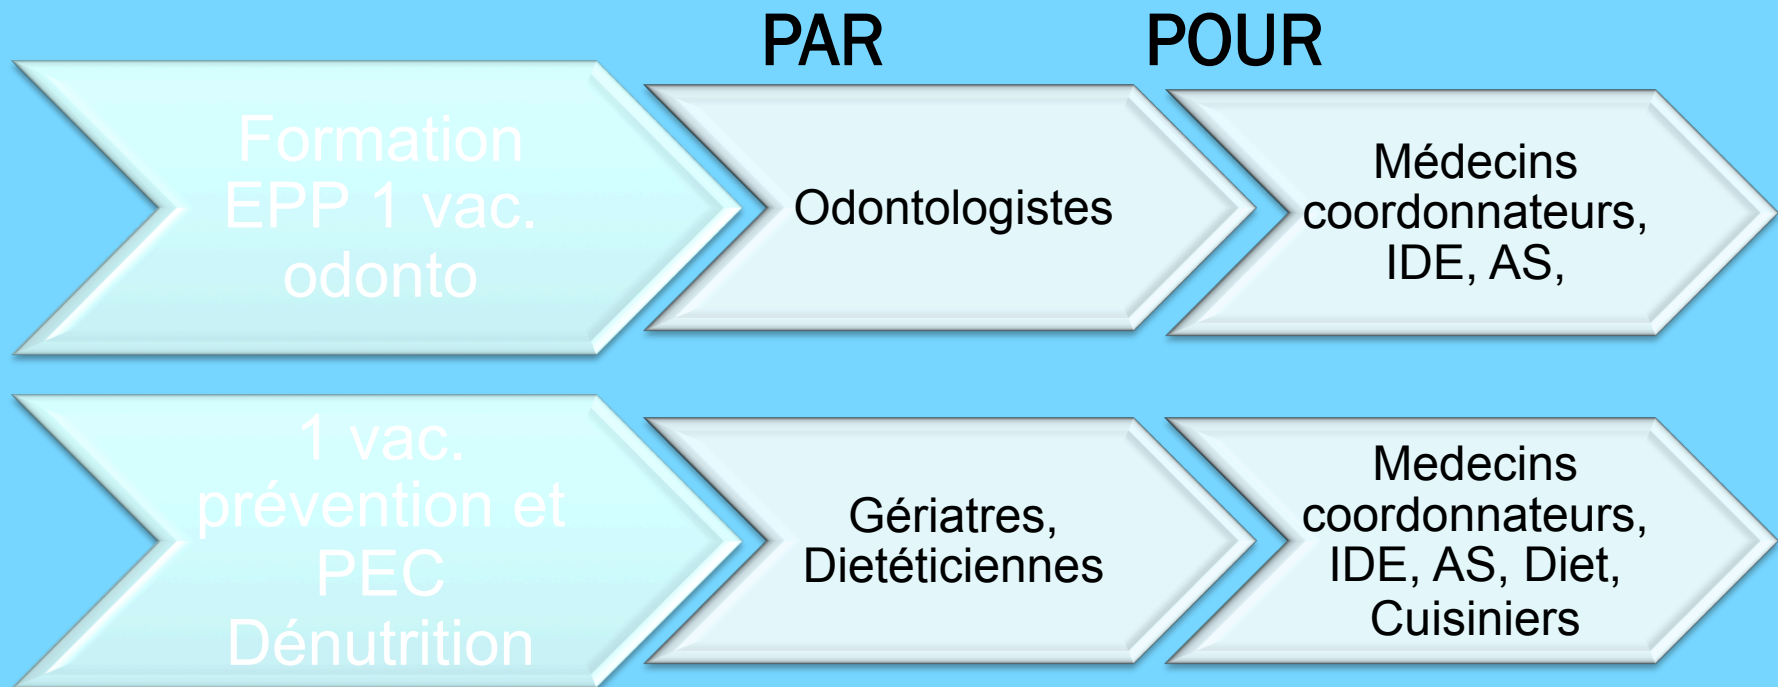 PAR POUR
Formation
EPP 1 vac.
odonto
Odontologistes
Médecins
coordonnateurs,
IDE, AS,
1 vac.
prévention et
PEC
Dénutrition
Gériatres,
Dietéticiennes
Medecins
coordonnateurs,
IDE, AS, Diet,
Cuisiniers